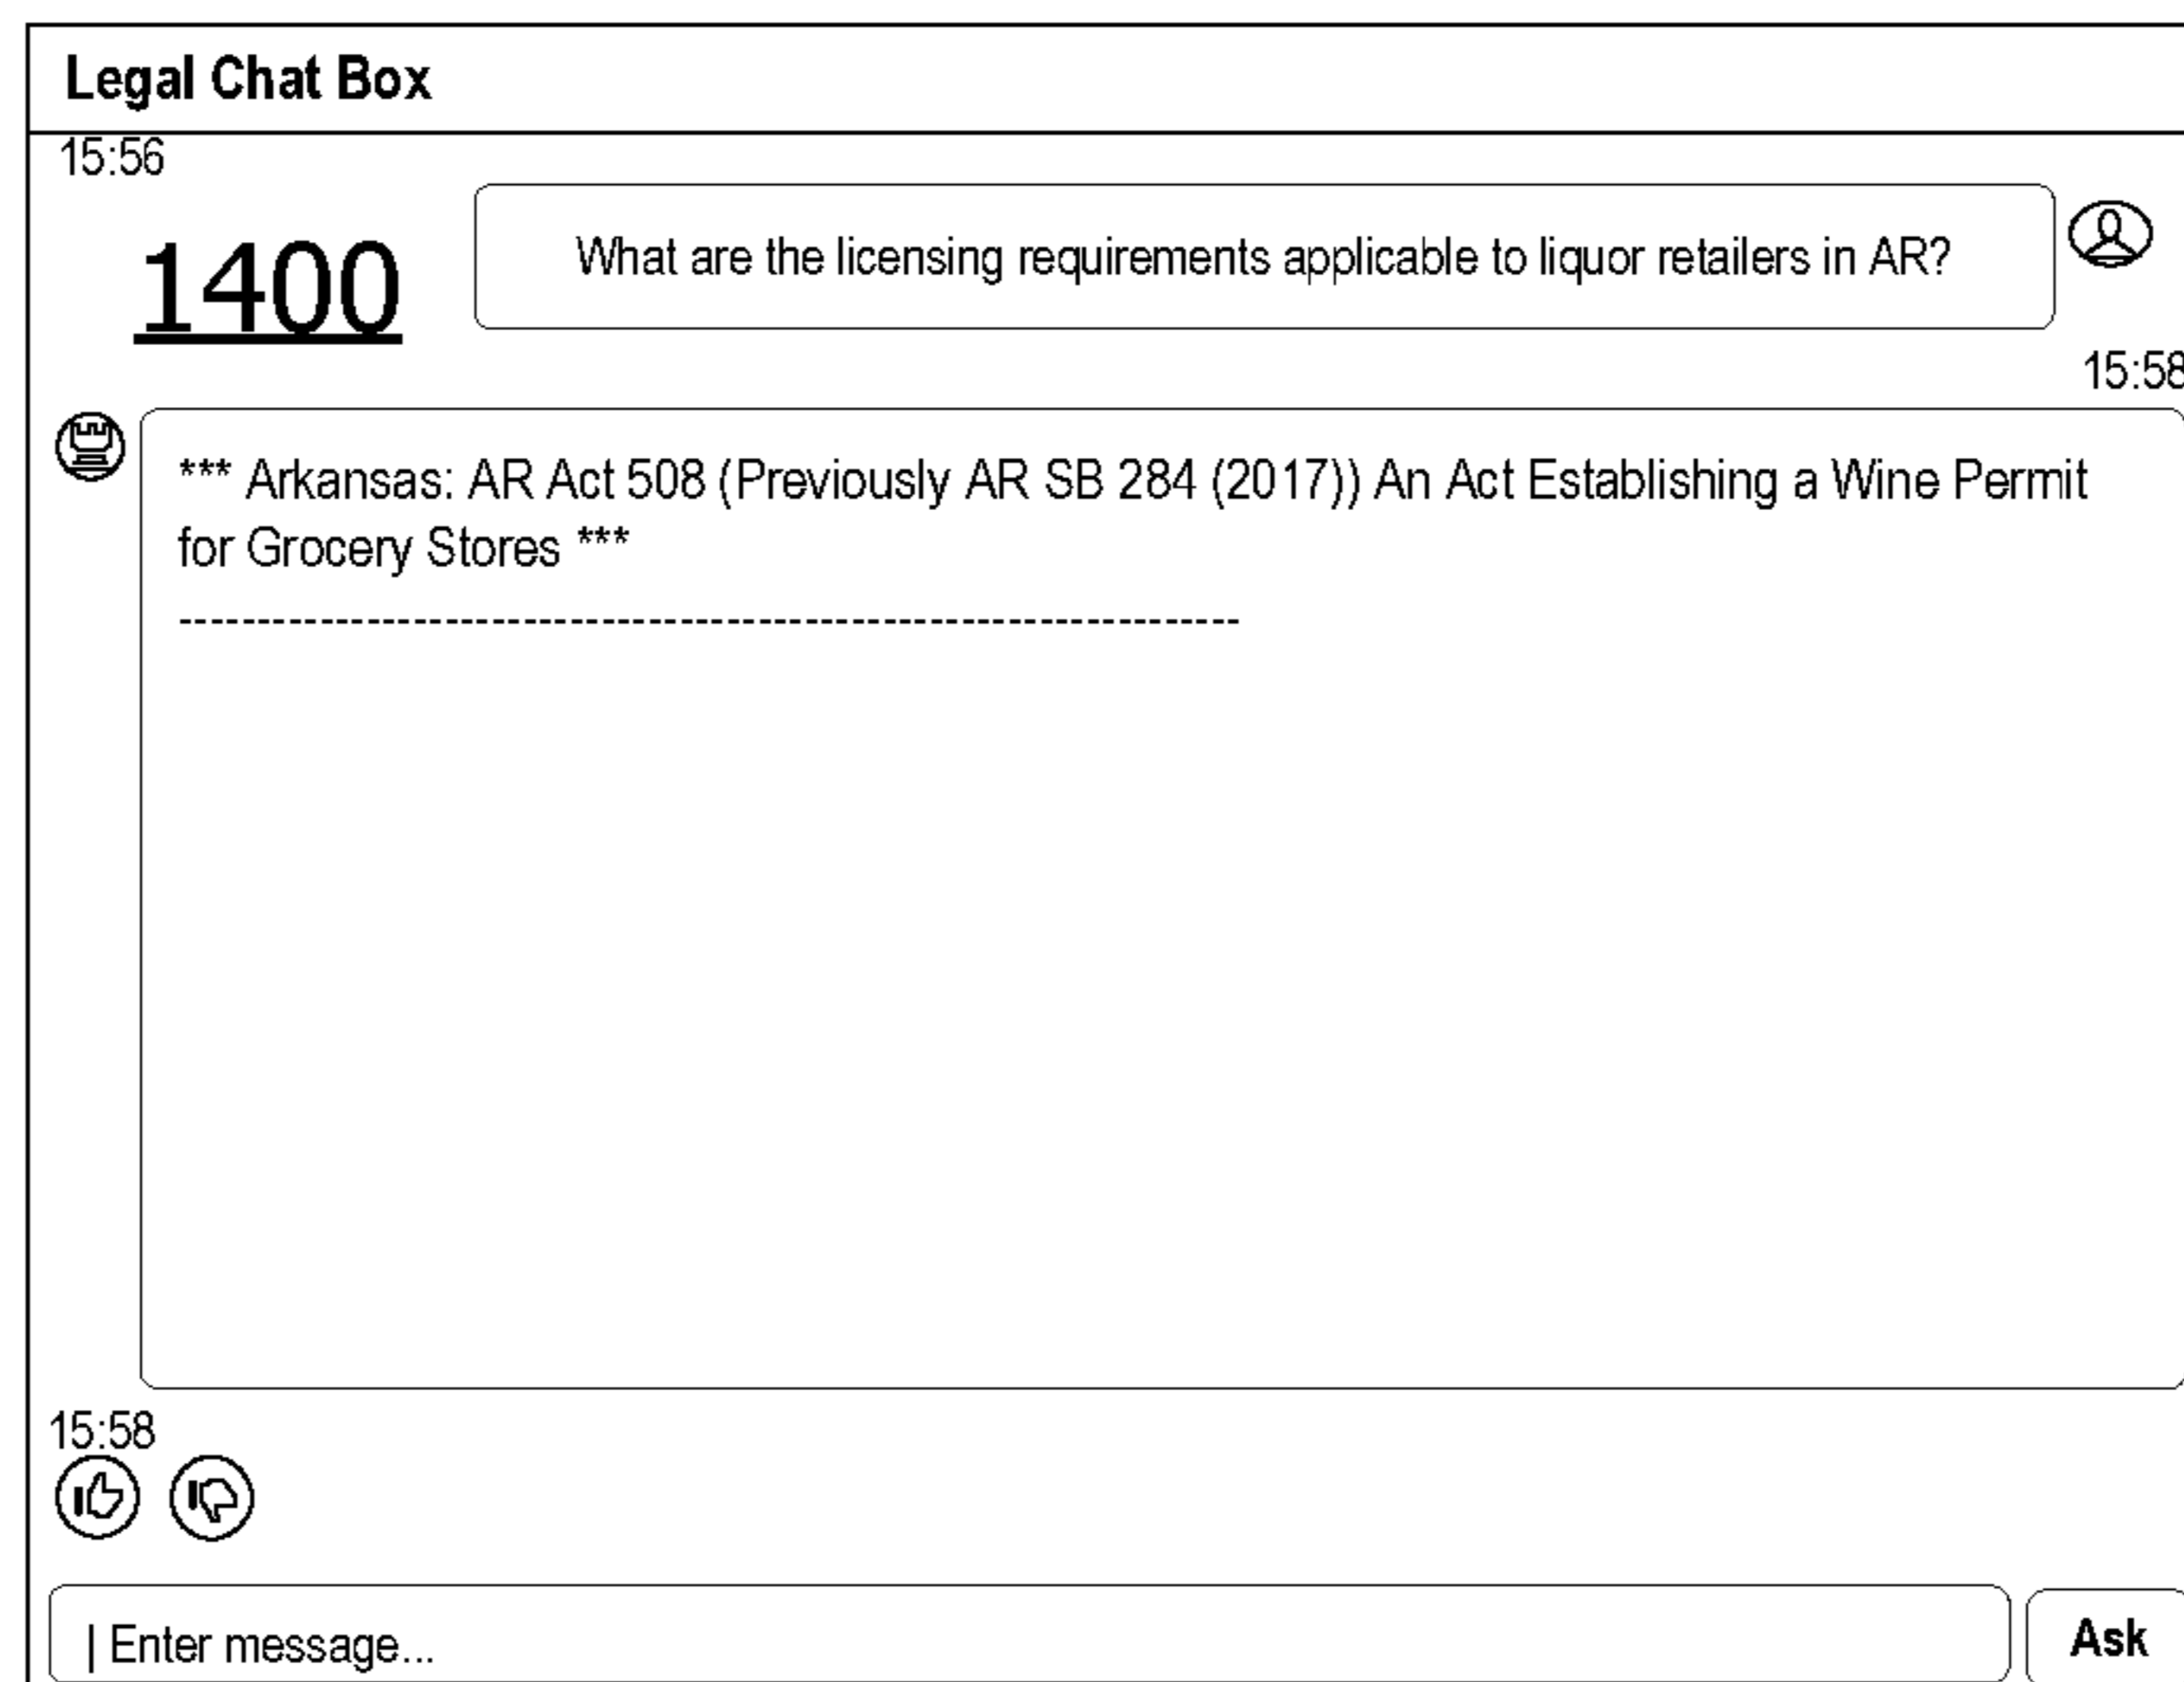 Legal Chat Box
15:56
1400
What are the licensing requirements applicable to liquor retailers in AR?
15:58
*** Arkansas: AR Act 508 (Previously AR SB 284 (2017)) An Act Establishing a Wine Permit
for Grocery Stores ***
--------------------------------------------------------------------
15:58
| Enter message...
Ask